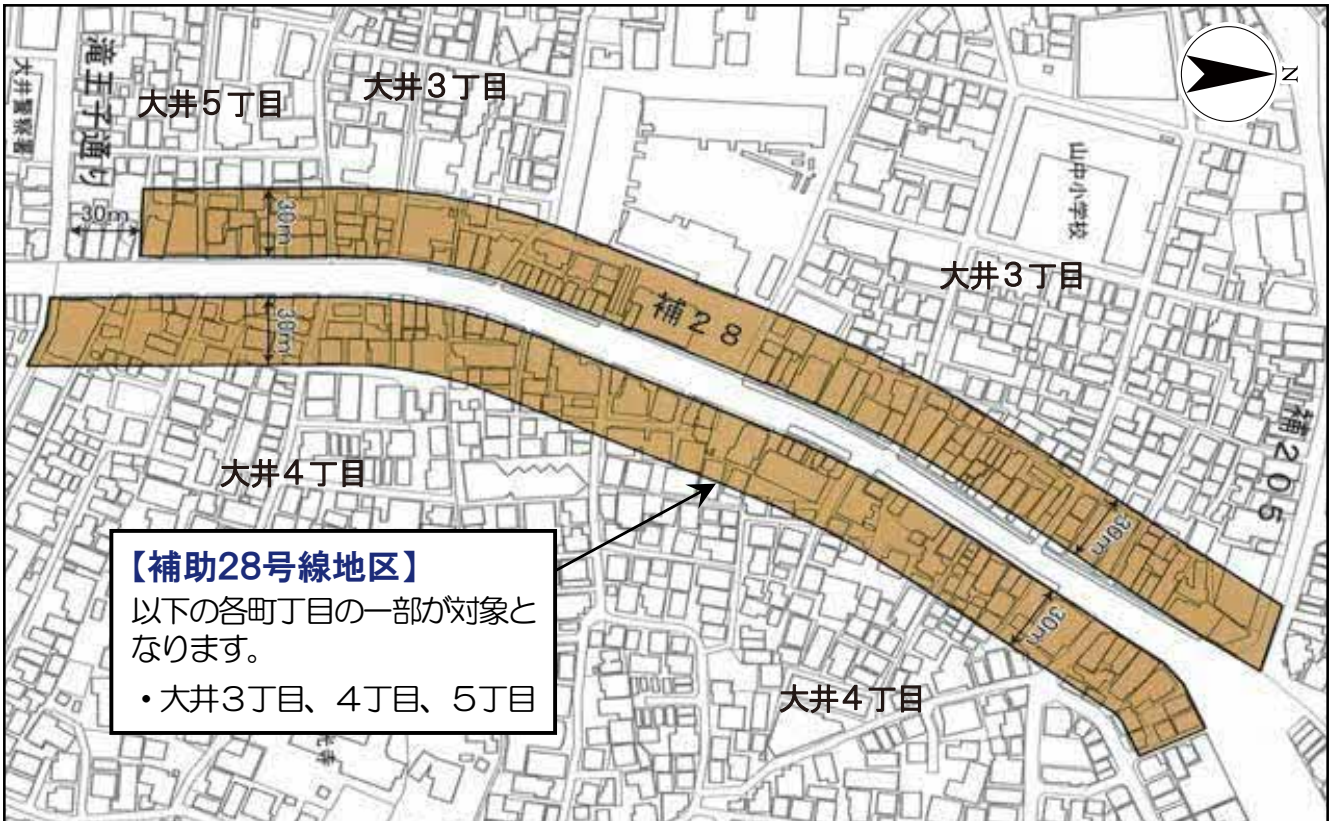 滝王子通り
大井警察署
大井5丁目
大井3丁目
N
山中小学校
30m
30m
大井3丁目
補28
30m
補205
大井4丁目
30m
30m
【補助28号線地区】
以下の各町丁目の一部が対象と
なります。
・大井3丁目、4丁目、5丁目
大井4丁目